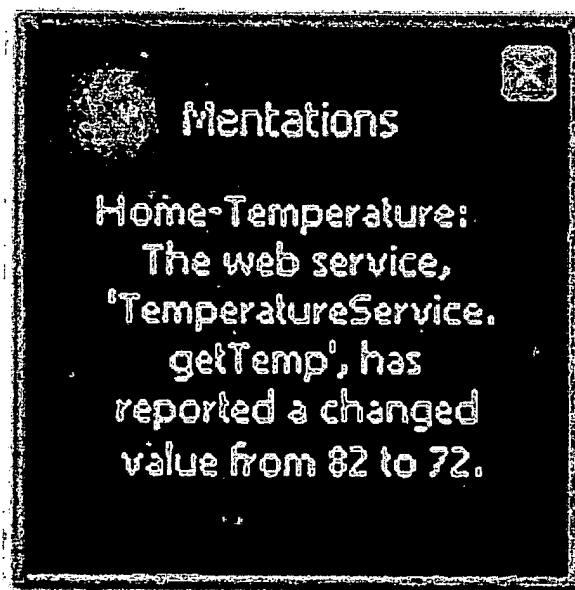 Mentations
Home-Temperature:
The web service,
'TemperatureService.
getTemp', has
reported a changed
value from 82 to 72.